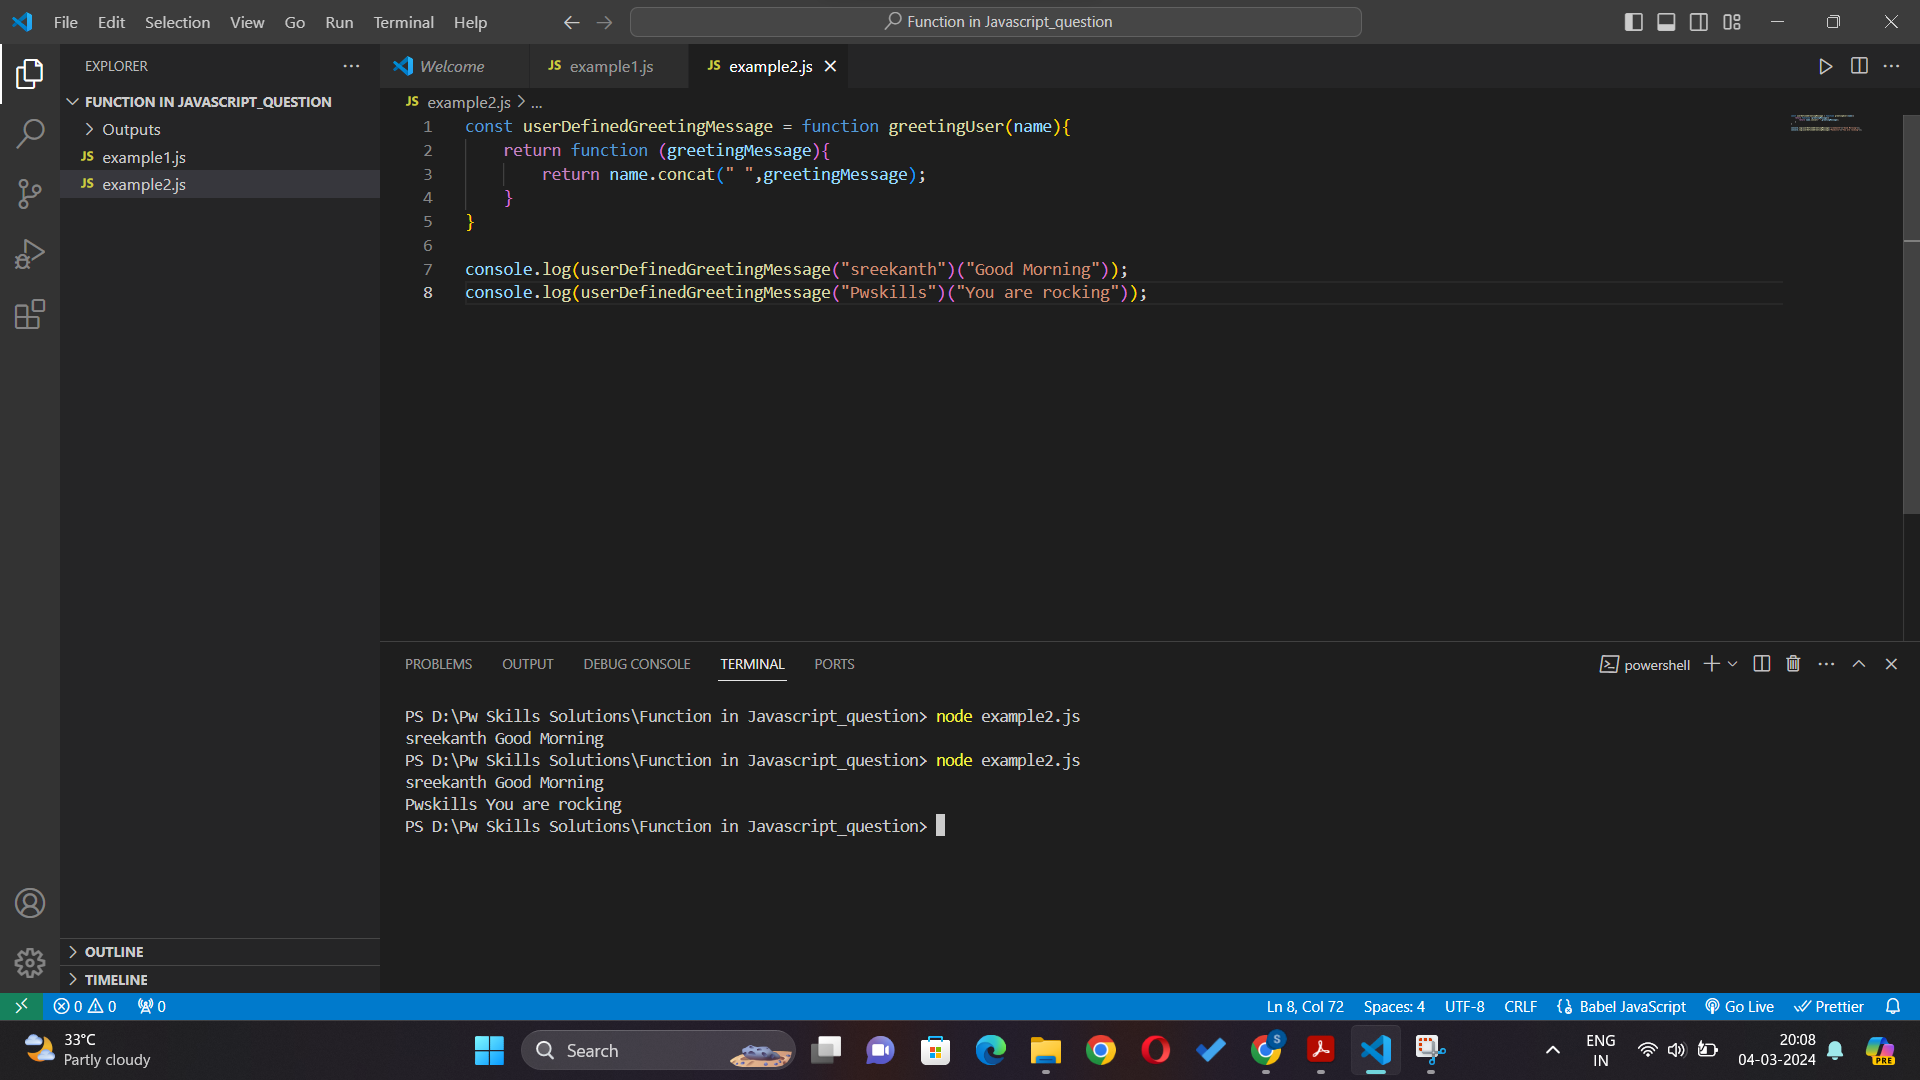 File Edit Selection View Go Run Terminal Help
Function in Javascript_question
EXPLORER
FUNCTION IN JAVASCRIPT_QUESTION
Outputs
JS example1.js
JS example2.js
OUTLINE
TIMELINE
Welcome
JS example1.js
JS example2.js
JS example2.js > ...
1 const userDefinedGreetingMessage = function greetingUser(name){
2     return function (greetingMessage){
3         return name.concat(" ",greetingMessage);
4     }
5 }
6
7 console.log(userDefinedGreetingMessage("sreekanth")("Good Morning"));
8 console.log(userDefinedGreetingMessage("Pwskills")("You are rocking"));
PROBLEMS OUTPUT DEBUG CONSOLE TERMINAL PORTS
powershell
PS D:\Pw Skills Solutions\Function in Javascript_question> node example2.js
sreekanth Good Morning
PS D:\Pw Skills Solutions\Function in Javascript_question> node example2.js
sreekanth Good Morning
Pwskills You are rocking
PS D:\Pw Skills Solutions\Function in Javascript_question>
0 0 0
Ln 8, Col 72 Spaces: 4 UTF-8 CRLF Babel JavaScript Go Live Prettier
33°C
Partly cloudy
Search
S
ENG
IN
20:08
04-03-2024
PRE